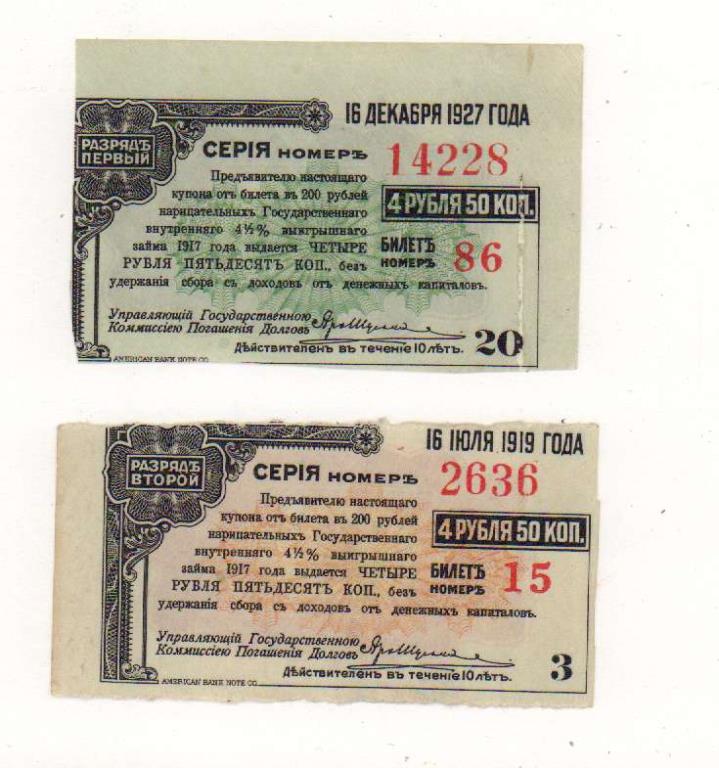 16 ДЕКАБРЯ 1927 ГОДА
РАЗРЯДЪ
ПЕРВЫЙ
СЕРІЯ НОМЕРЪ 14228
Предъявителю настоящаго
купона отъ билета въ 200 рублей
нарицательныхъ Государственнаго
внутренняго 4½% выигрышнаго
займа 1917 года выдается ЧЕТЫРЕ
РУБЛЯ ПЯТЬДЕСЯТЪ КОП., безъ
удержанія сбора съ доходовъ отъ денежныхъ капиталовъ.
4 РУБЛЯ 50 КОП.
БИЛЕТЪ
НОМЕРЪ 86
Управляющій Государственною
Коммиссіею Погашенія Долговъ
20
Дѣйствителенъ въ теченіе 10 лѣтъ.
AMERICAN BANK NOTE CO.
16 ІЮЛЯ 1919 ГОДА
РАЗРЯДЪ
ВТОРОЙ
СЕРІЯ НОМЕРЪ 2636
Предъявителю настоящаго
купона отъ билета въ 200 рублей
нарицательныхъ Государственнаго
внутренняго 4½% выигрышнаго
займа 1917 года выдается ЧЕТЫРЕ
РУБЛЯ ПЯТЬДЕСЯТЪ КОП., безъ
удержанія сбора съ доходовъ отъ денежныхъ капиталовъ.
4 РУБЛЯ 50 КОП.
БИЛЕТЪ
НОМЕРЪ 15
Управляющій Государственною
Коммиссіею Погашенія Долговъ
3
Дѣйствителенъ въ теченіе 10 лѣтъ.
AMERICAN BANK NOTE CO.